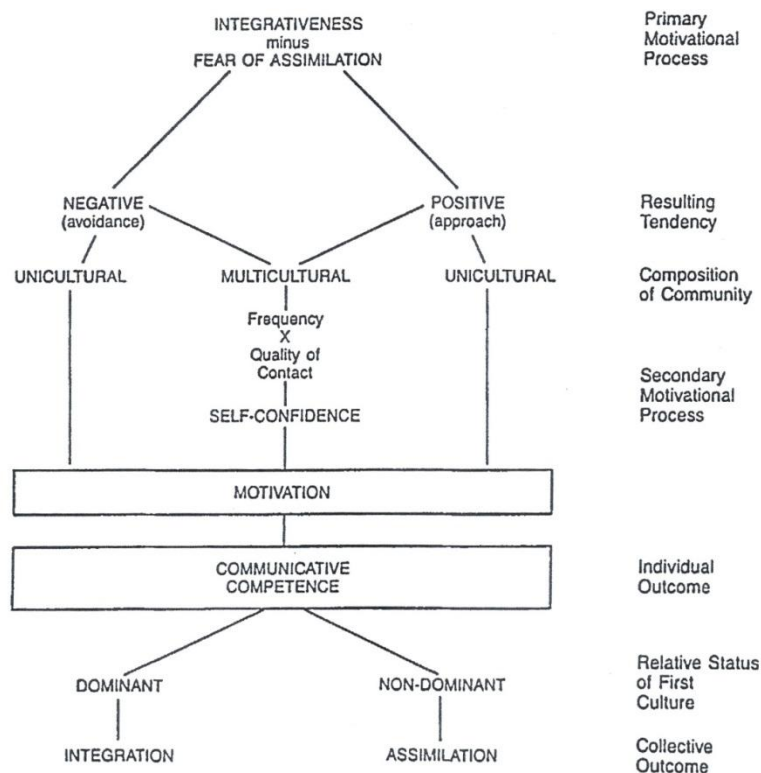 INTEGRATIVENESS
minus
FEAR OF ASSIMILATION
Primary
Motivational
Process
NEGATIVE
(avoidance)
POSITIVE
(approach)
Resulting
Tendency
UNICULTURAL
MULTICULTURAL
UNICULTURAL
Composition
of Community
Frequency
X
Quality of
Contact
SELF-CONFIDENCE
Secondary
Motivational
Process
MOTIVATION
COMMUNICATIVE
COMPETENCE
Individual
Outcome
DOMINANT
NON-DOMINANT
Relative Status
of First
Culture
INTEGRATION
ASSIMILATION
Collective
Outcome